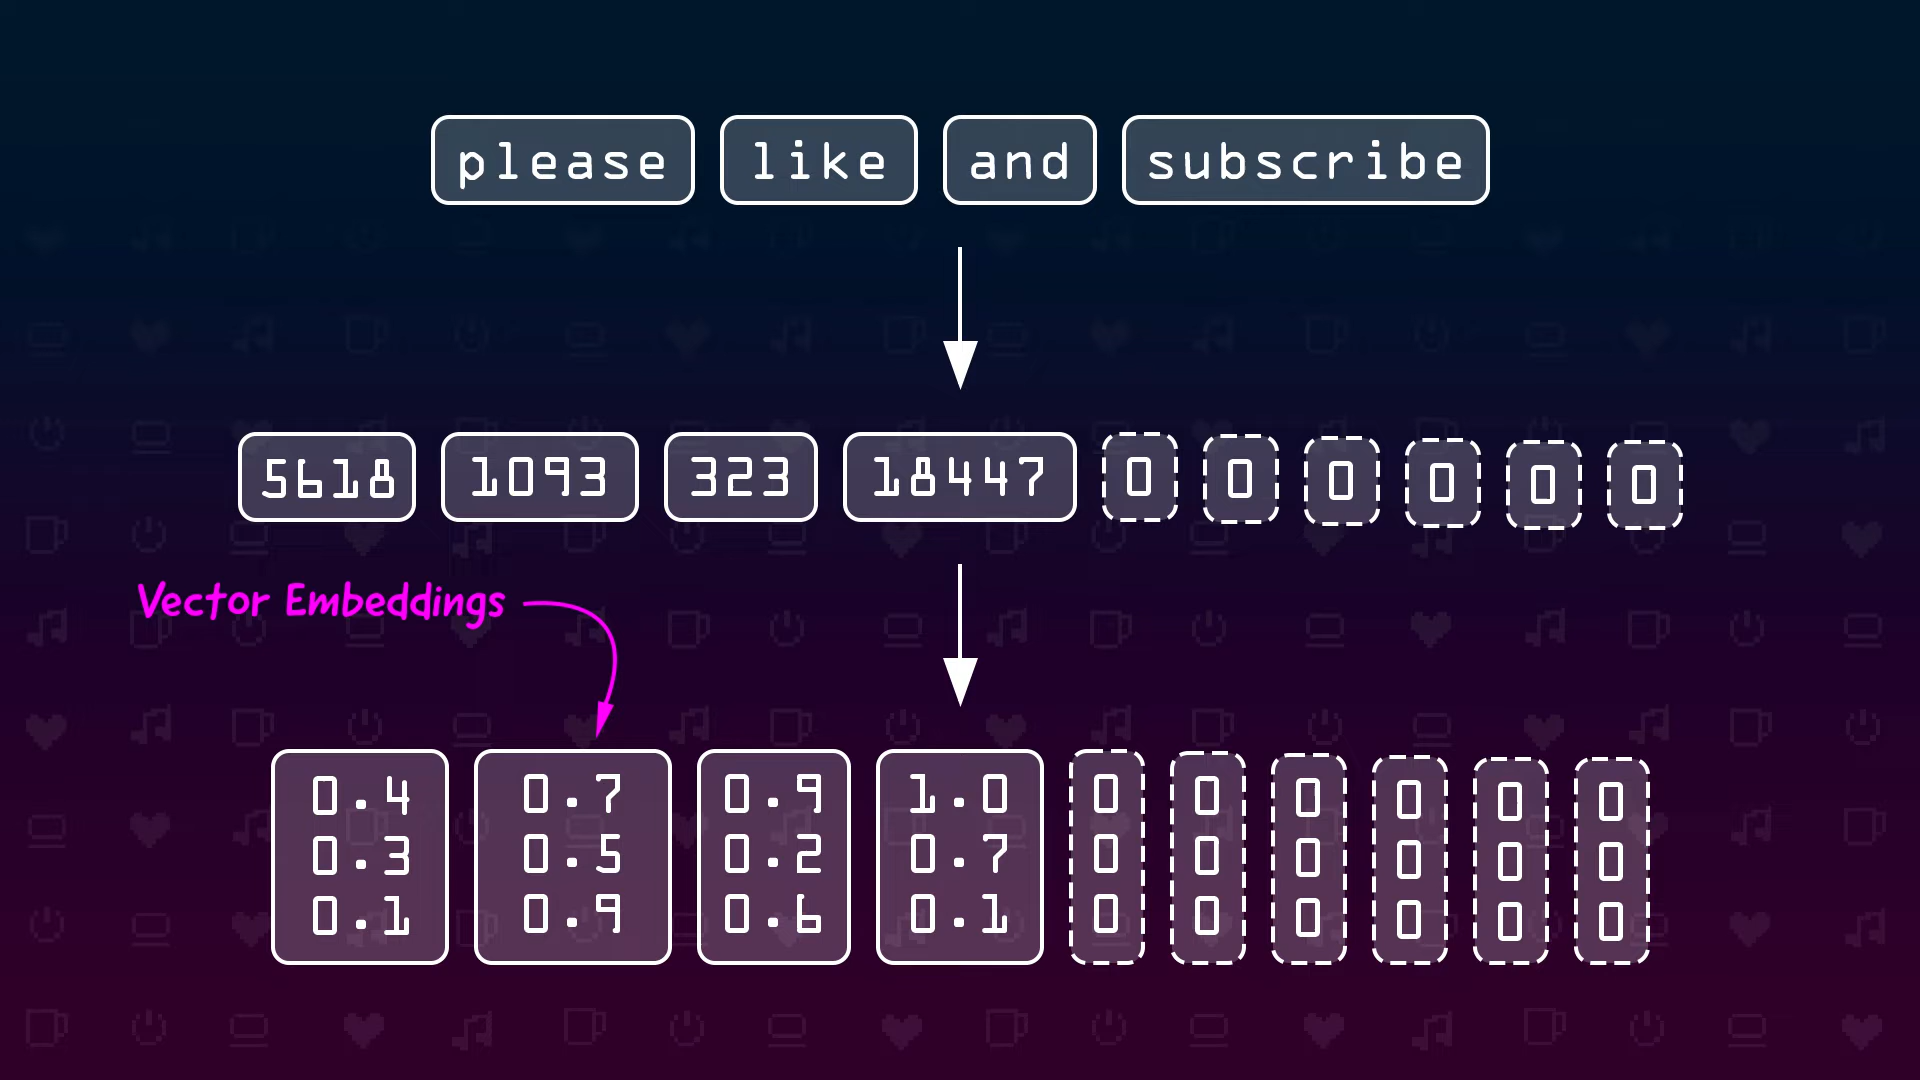 please like and subscribe
5618 1093 323 18447 0 0 0 0 0 0
Vector Embeddings
0.4 0.7 0.9 1.0 0 0 0 0 0 0
0.3 0.5 0.2 0.7 0 0 0 0 0 0
0.1 0.9 0.6 0.1 0 0 0 0 0 0